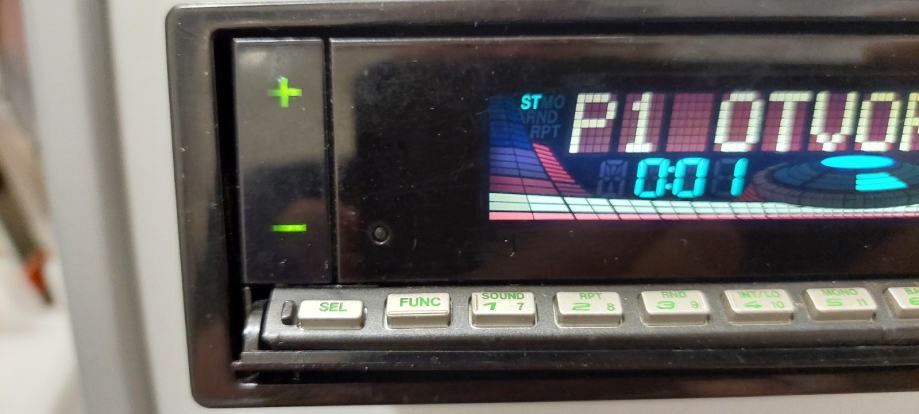 +
ST MO
RND
RPT
P1 OTVO
0:01
−
SEL FUNC SOUND 1 7 RPT 2 8 RND 3 9 INT/LO 4 10 MONO 5 11